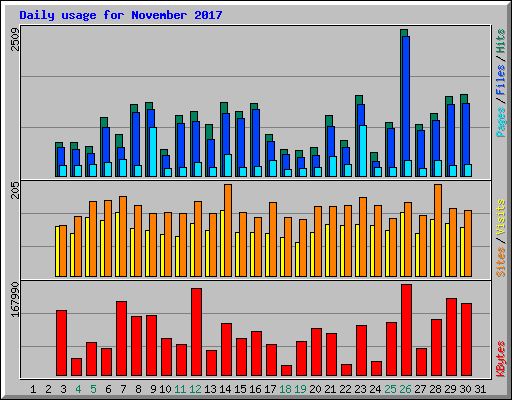 Daily usage for November 2017
2509
Pages / Files / Hits
205
Sites / Visits
167990
KBytes
1 2 3 4 5 6 7 8 9 10 11 12 13 14 15 16 17 18 19 20 21 22 23 24 25 26 27 28 29 30 31